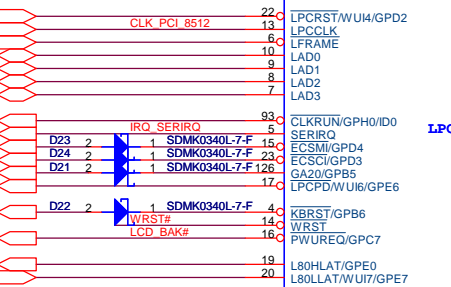 22 LPCRST/WUI4/GPD2
CLK_PCI_8512 13 LPCCLK
6 LFRAME
10 LAD0
9 LAD1
8 LAD2
7 LAD3
93 CLKRUN/GPH0/ID0
IRQ_SERIRQ 5 SERIRQ
LPC
D23 2 1 SDMK0340L-7-F 15 ECSMI/GPD4
D24 2 1 SDMK0340L-7-F 23 ECSCI/GPD3
D21 2 1 SDMK0340L-7-F 126 GA20/GPB5
17 LPCPD/WUI6/GPE6
D22 2 1 SDMK0340L-7-F 4 KBRST/GPB6
WRST# 14 WRST
LCD_BAK# 16 PWUREQ/GPC7
19 L80HLAT/GPE0
20 L80LLAT/WUI7/GPE7